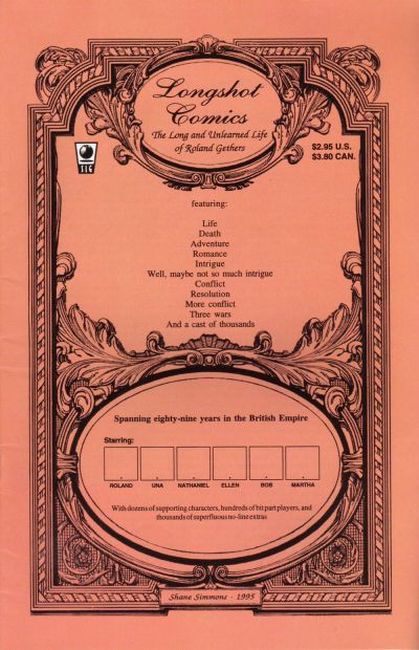 Longshot
Comics
The Long and Unlearned Life
of Roland Gethers
SLG
$2.95 U.S.
$3.80 CAN.
featuring:
Life
Death
Adventure
Romance
Intrigue
Well, maybe not so much intrigue
Conflict
Resolution
More conflict
Three wars
And a cast of thousands
Spanning eighty-nine years in the British Empire
Starring:
ROLAND UNA NATHANIEL ELLEN BOB MARTHA
With dozens of supporting characters, hundreds of bit part players, and
thousands of superfluous no-line extras
Shane Simmons - 1995